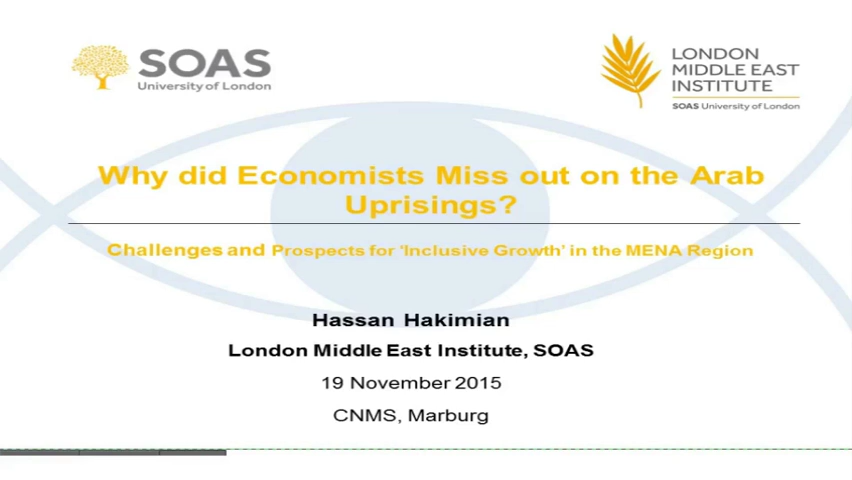 SOAS
University of London
LONDON
MIDDLE EAST
INSTITUTE
SOAS University of London
Why did Economists Miss out on the Arab
Uprisings?
Challenges and Prospects for 'Inclusive Growth' in the MENA Region
Hassan Hakimian
London Middle East Institute, SOAS
19 November 2015
CNMS, Marburg